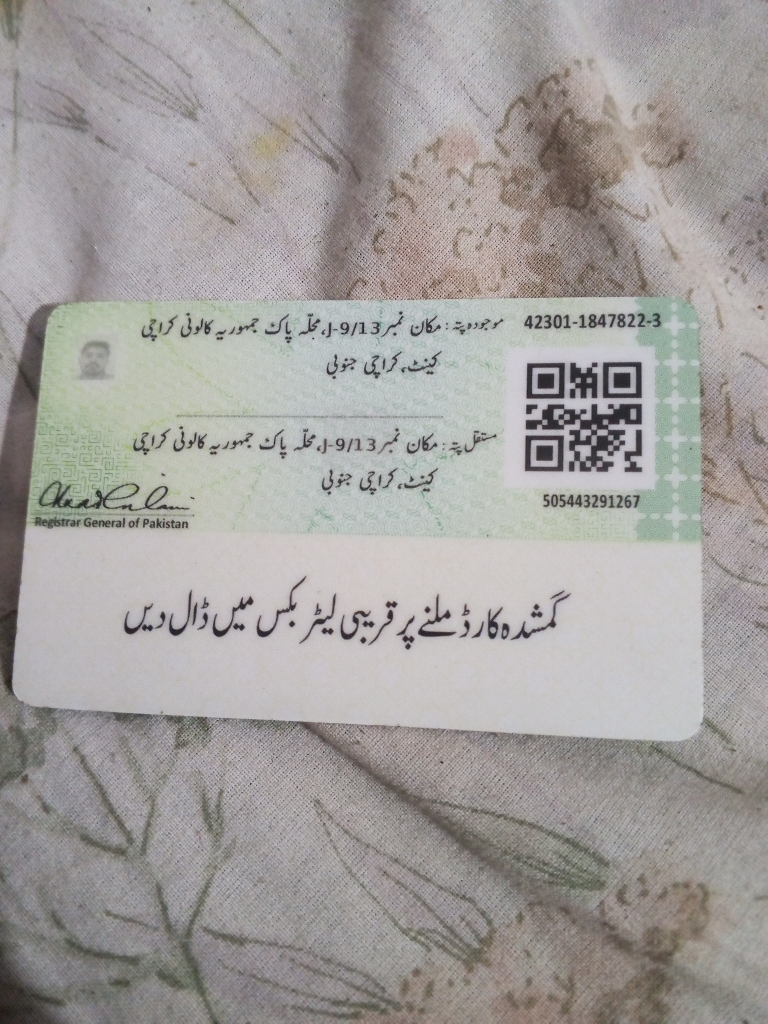 موجودہ پتہ : مکان نمبر J-9/13، محلّہ پاک جمہوریہ کالونی کراچی
کینٹ، کراچی جنوبی
42301-1847822-3
مستقل پتہ : مکان نمبر J-9/13، محلّہ پاک جمہوریہ کالونی کراچی
کینٹ، کراچی جنوبی
505443291267
Registrar General of Pakistan
گمشدہ کارڈ ملنے پر قریبی لیٹر بکس میں ڈال دیں